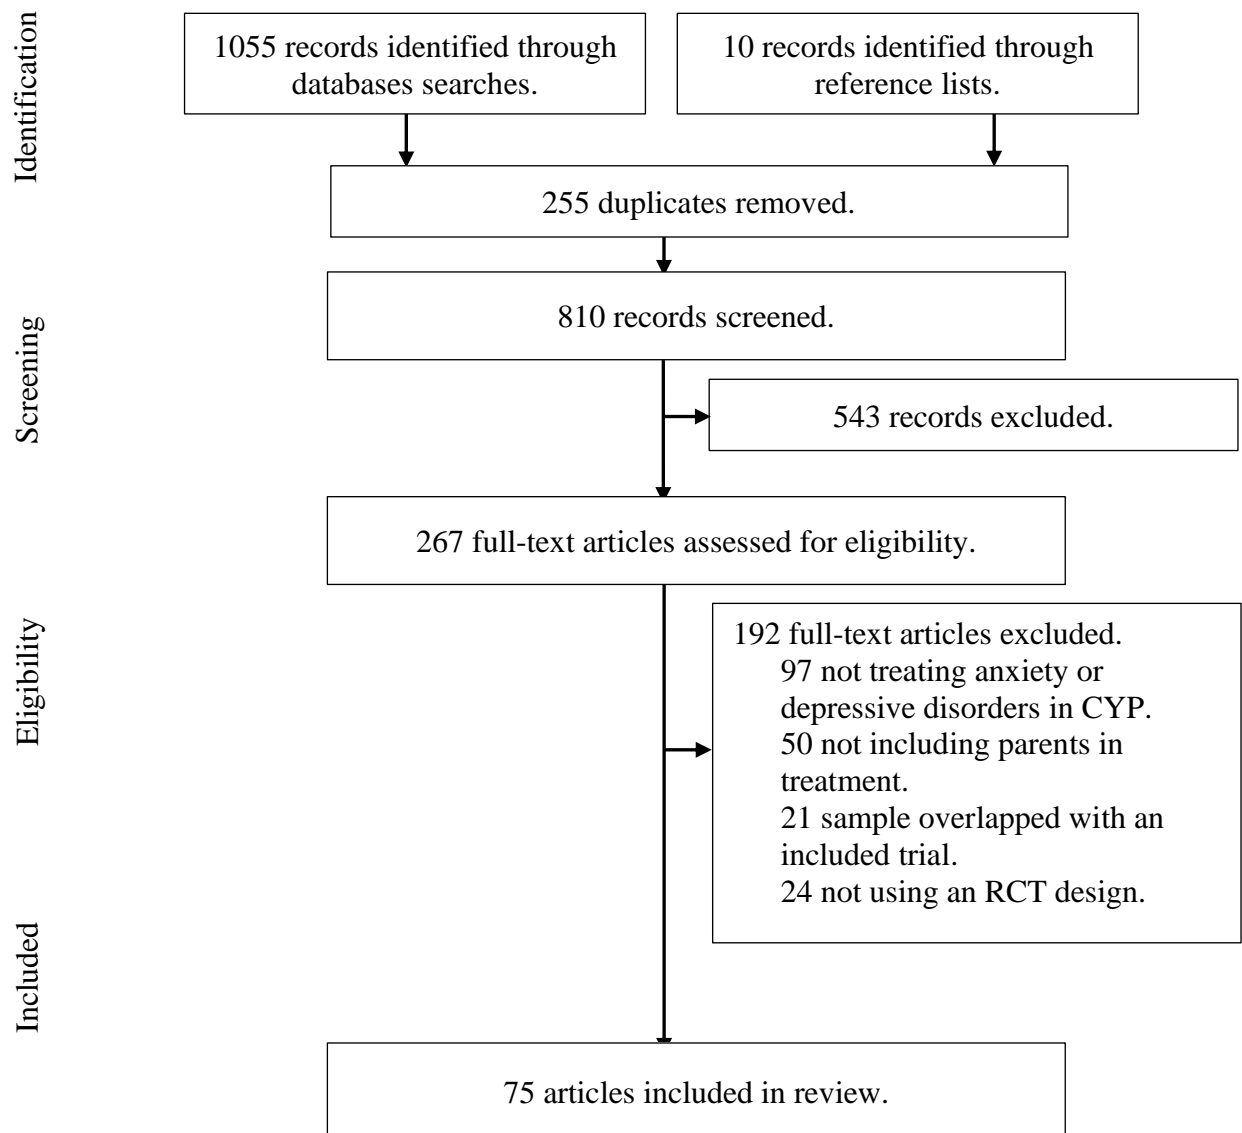 Identification
1055 records identified through
databases searches.
10 records identified through
reference lists.
255 duplicates removed.
Screening
810 records screened.
543 records excluded.
267 full-text articles assessed for eligibility.
Eligibility
192 full-text articles excluded.
97 not treating anxiety or
depressive disorders in CYP.
50 not including parents in
treatment.
21 sample overlapped with an
included trial.
24 not using an RCT design.
Included
75 articles included in review.